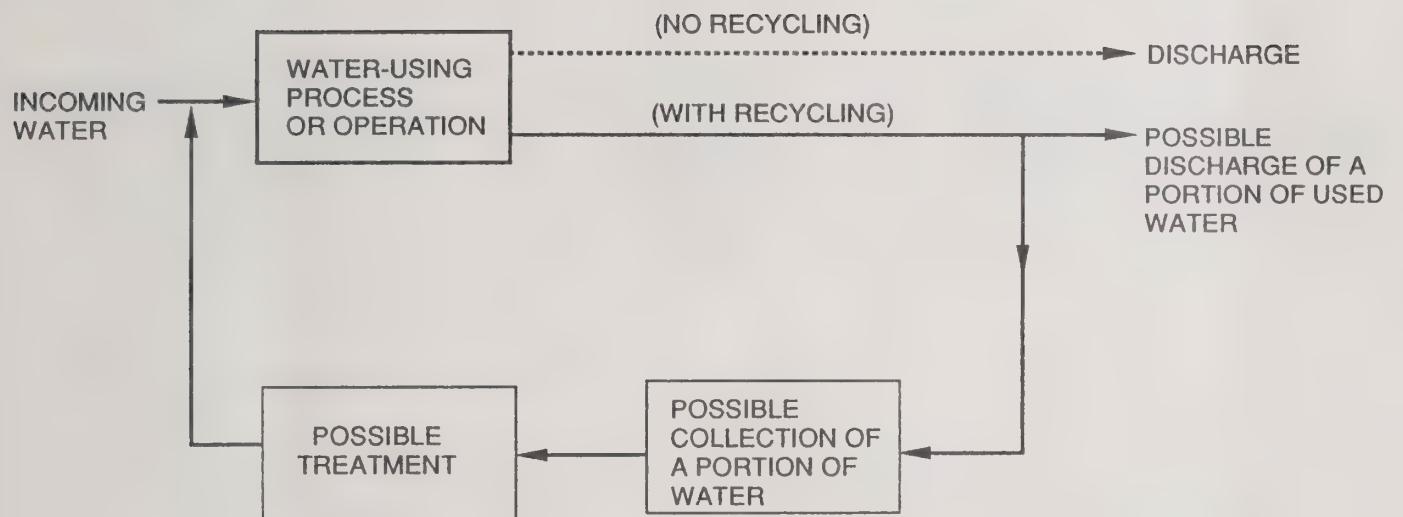 (NO RECYCLING)
WATER-USING
PROCESS
OR OPERATION
DISCHARGE
INCOMING
WATER
(WITH RECYCLING)
POSSIBLE
DISCHARGE OF A
PORTION OF USED
WATER
POSSIBLE
TREATMENT
POSSIBLE
COLLECTION OF
A PORTION OF
WATER